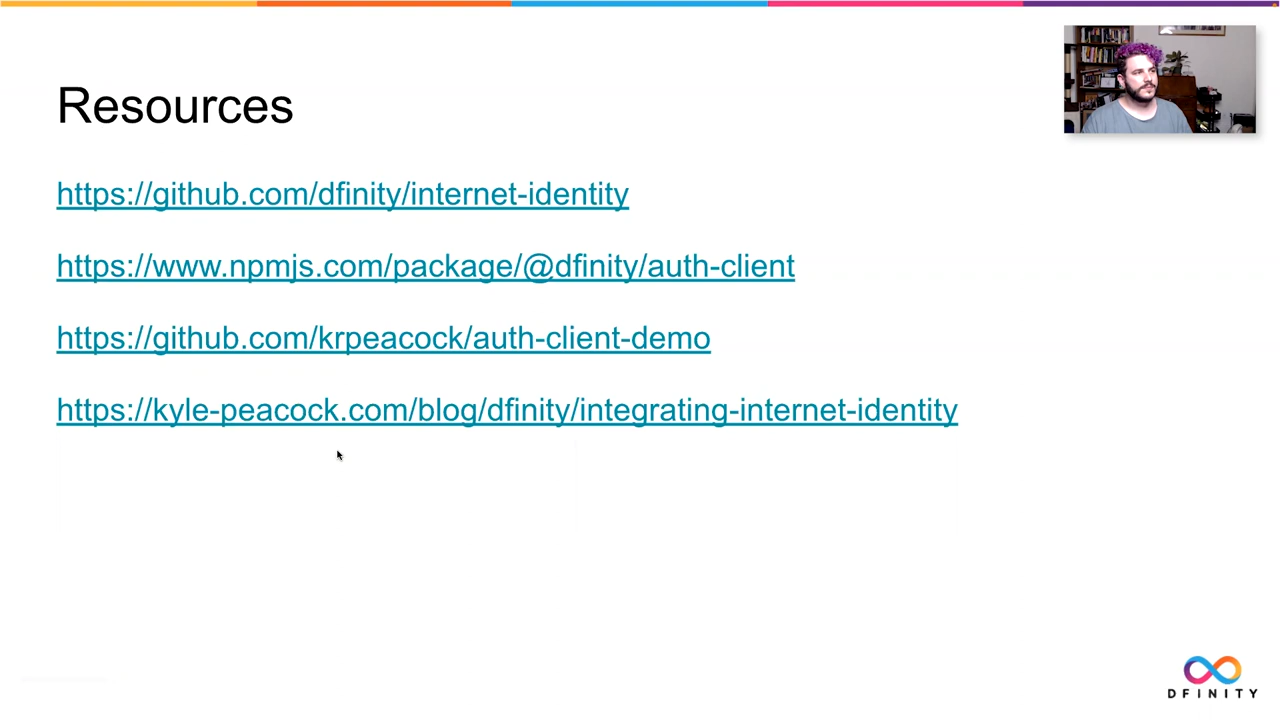 Resources
https://github.com/dfinity/internet-identity
https://www.npmjs.com/package/@dfinity/auth-client
https://github.com/krpeacock/auth-client-demo
https://kyle-peacock.com/blog/dfinity/integrating-internet-identity
DFINITY